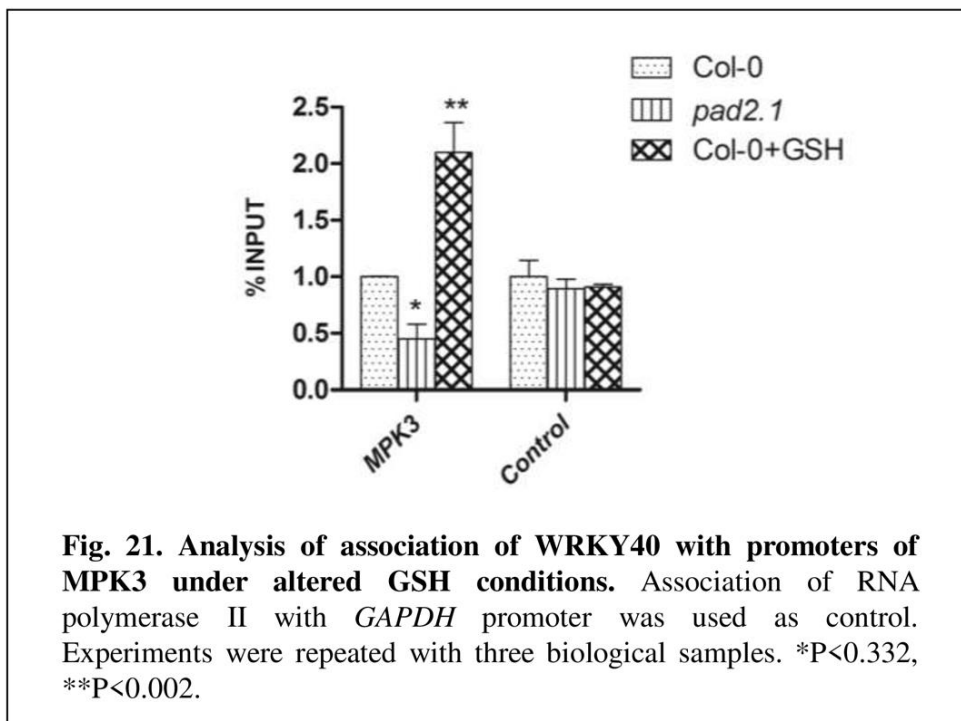 Col-0
pad2.1
Col-0+GSH
% INPUT
2.5
2.0
1.5
1.0
0.5
0.0
**
*
MPK3
Control
Fig. 21. Analysis of association of WRKY40 with promoters of
MPK3 under altered GSH conditions. Association of RNA
polymerase II with GAPDH promoter was used as control.
Experiments were repeated with three biological samples. *P<0.332,
**P<0.002.